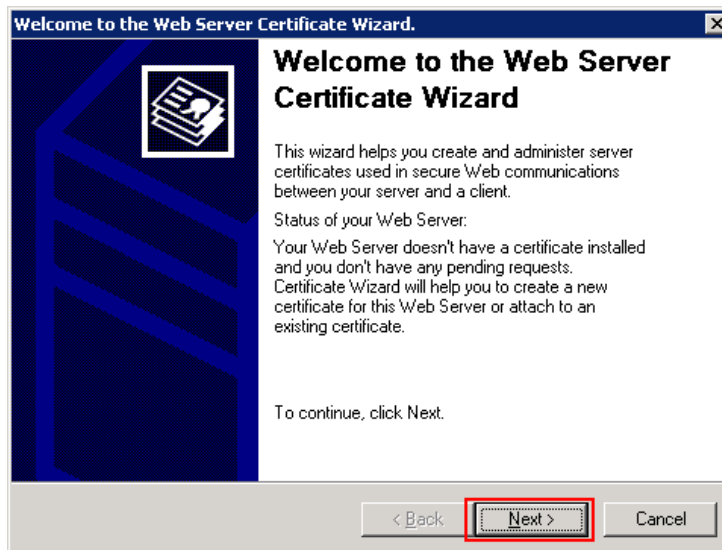 Welcome to the Web Server Certificate Wizard.
Welcome to the Web Server
Certificate Wizard
This wizard helps you create and administer server
certificates used in secure Web communications
between your server and a client.
Status of your Web Server:
Your Web Server doesn't have a certificate installed
and you don't have any pending requests.
Certificate Wizard will help you to create a new
certificate for this Web Server or attach to an
existing certificate.
To continue, click Next.
< Back Next > Cancel